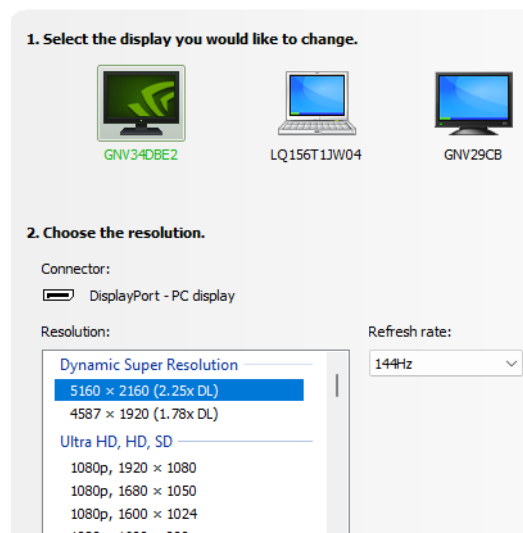 1. Select the display you would like to change.
GNV34DBE2
LQ156T1JW04
GNV29CB
2. Choose the resolution.
Connector:
DisplayPort - PC display
Resolution:
Refresh rate:
144Hz
Dynamic Super Resolution
5160 × 2160 (2.25x DL)
4587 × 1920 (1.78x DL)
Ultra HD, HD, SD
1080p, 1920 × 1080
1080p, 1680 × 1050
1080p, 1600 × 1024